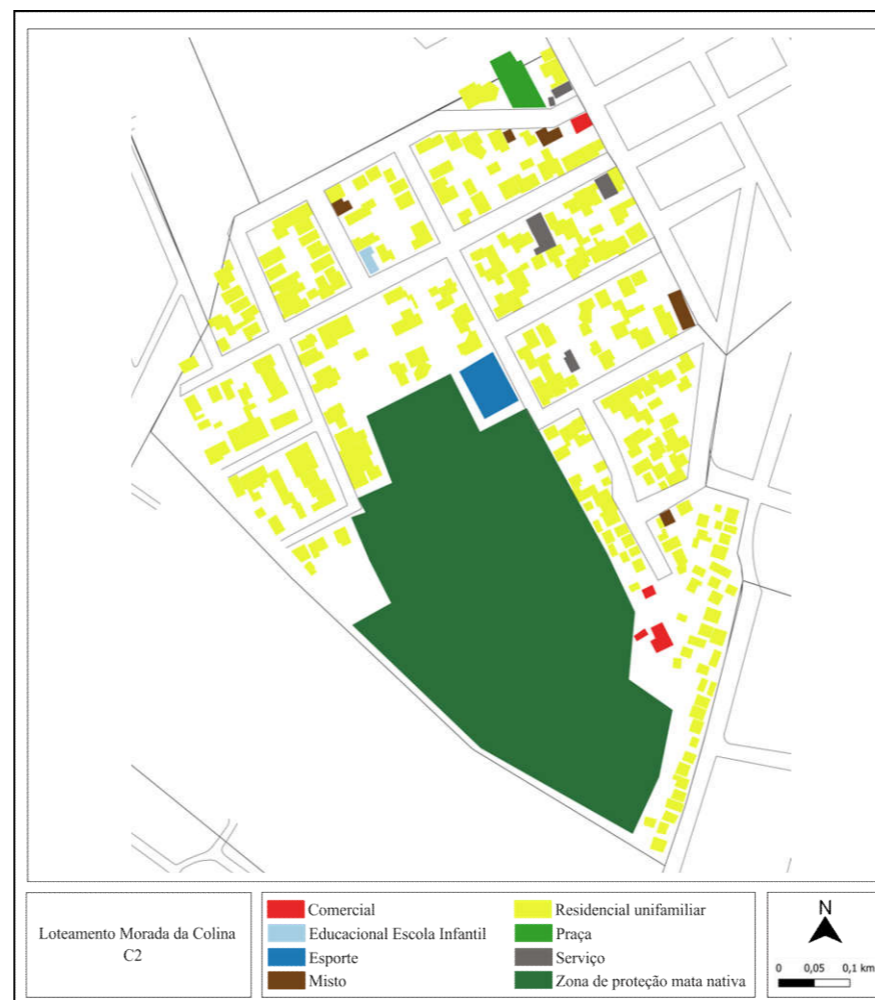 Loteamento Morada da Colina
C2
Comercial
Educacional Escola Infantil
Esporte
Misto
Residencial unifamiliar
Praça
Serviço
Zona de proteção mata nativa
N
0 0,05 0,1 km